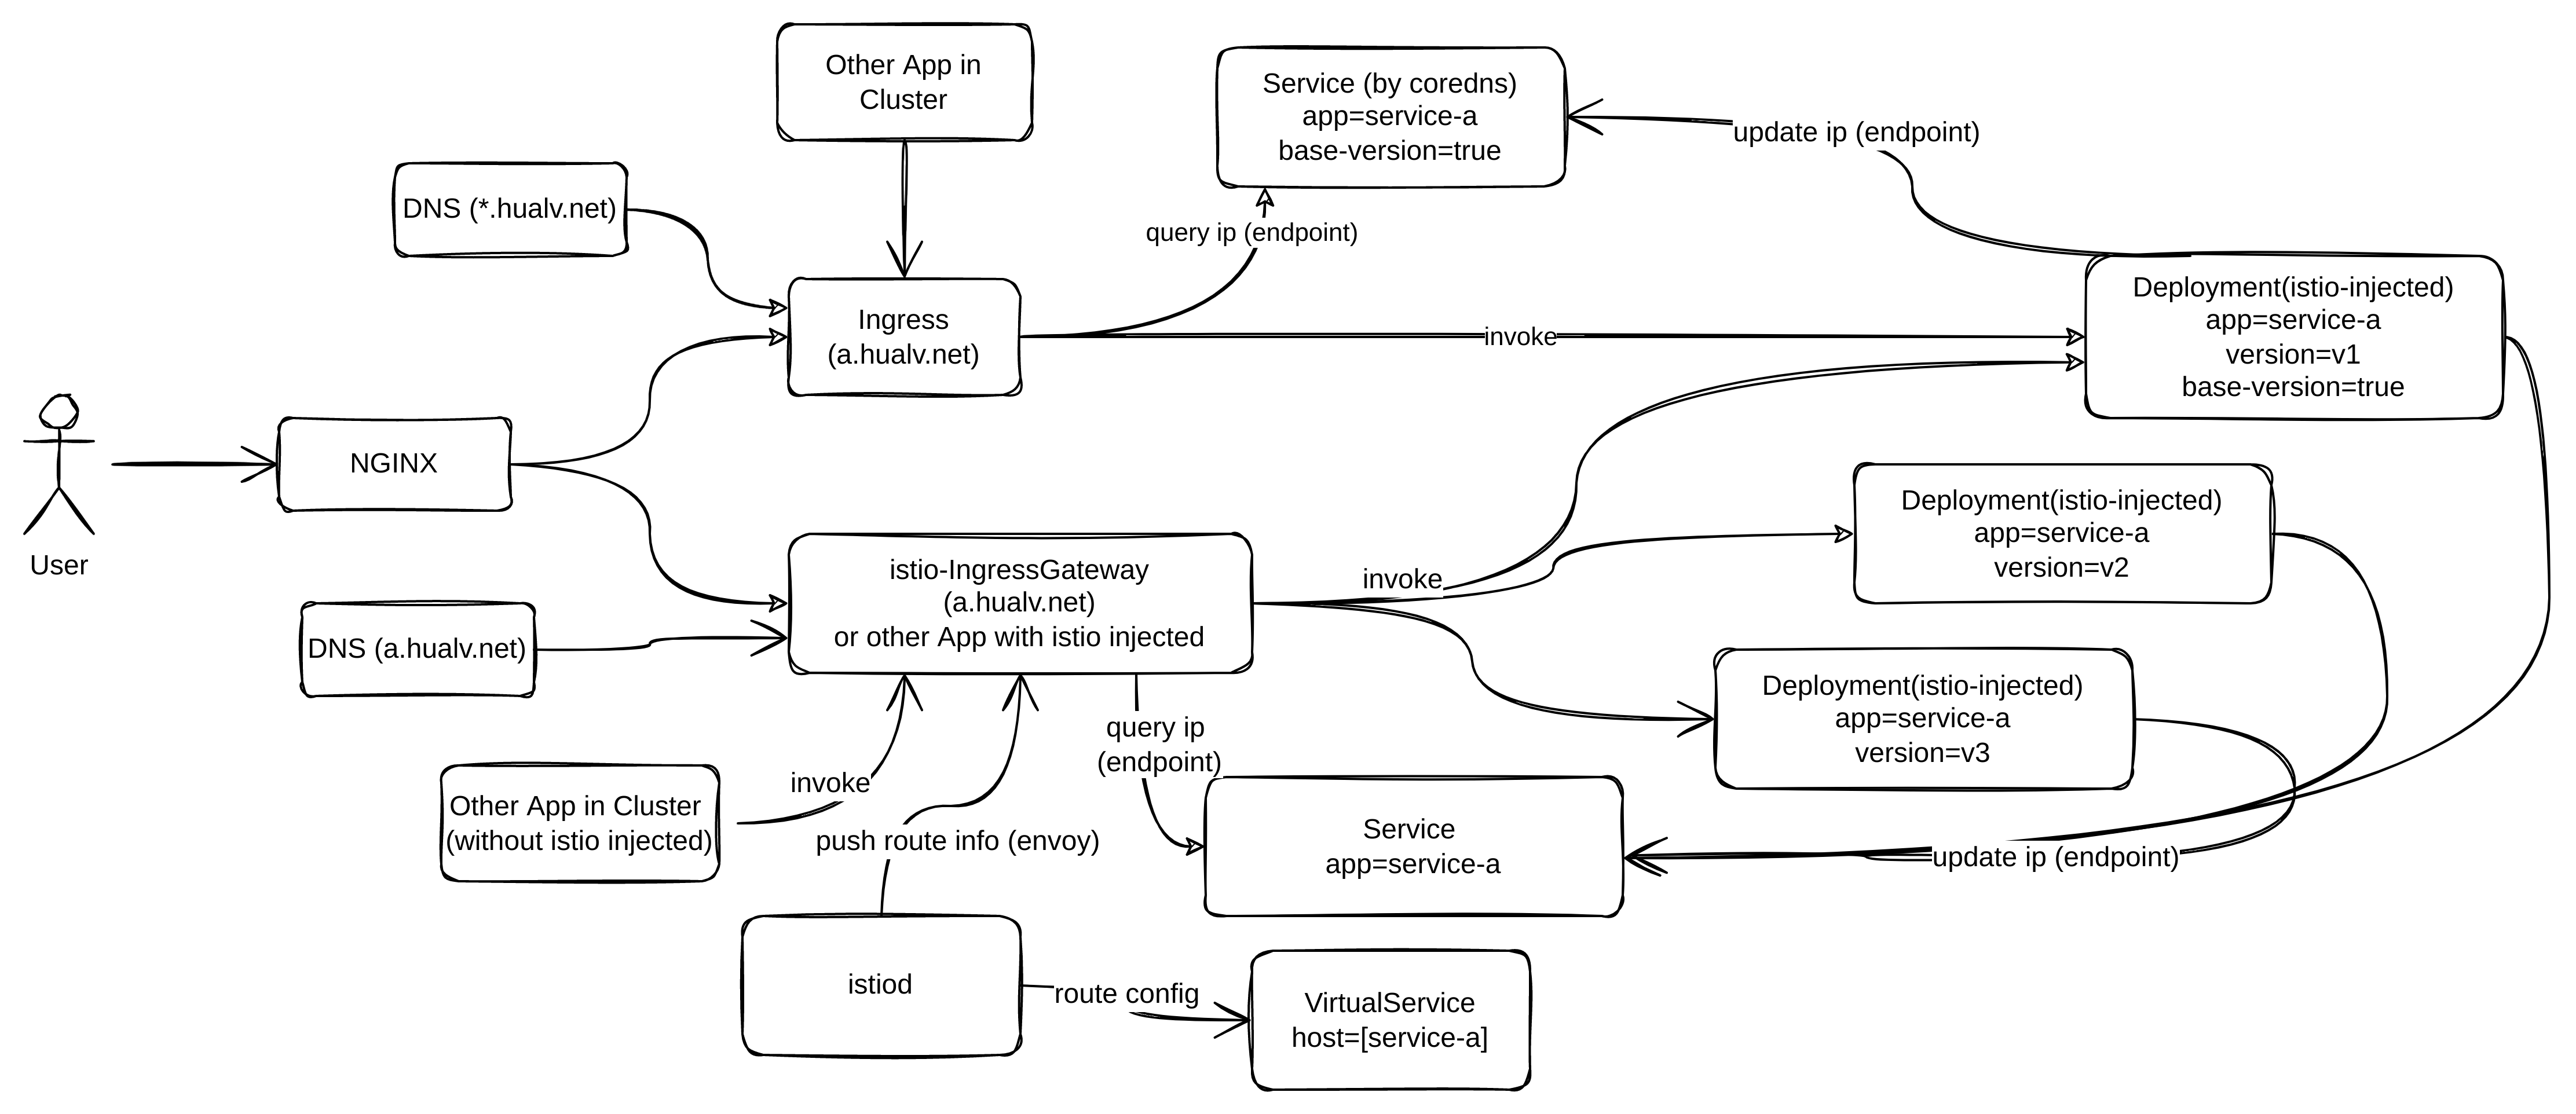 Other App in
Cluster
Service (by coredns)
app=service-a
base-version=true
update ip (endpoint)
DNS (*.hualv.net)
query ip (endpoint)
Ingress
(a.hualv.net)
invoke
Deployment(istio-injected)
app=service-a
version=v1
base-version=true
NGINX
User
Deployment(istio-injected)
app=service-a
version=v2
istio-IngressGateway
(a.hualv.net)
or other App with istio injected
invoke
DNS (a.hualv.net)
Deployment(istio-injected)
app=service-a
version=v3
query ip
(endpoint)
invoke
Other App in Cluster
(without istio injected)
push route info (envoy)
Service
app=service-a
update ip (endpoint)
istiod
route config
VirtualService
host=[service-a]